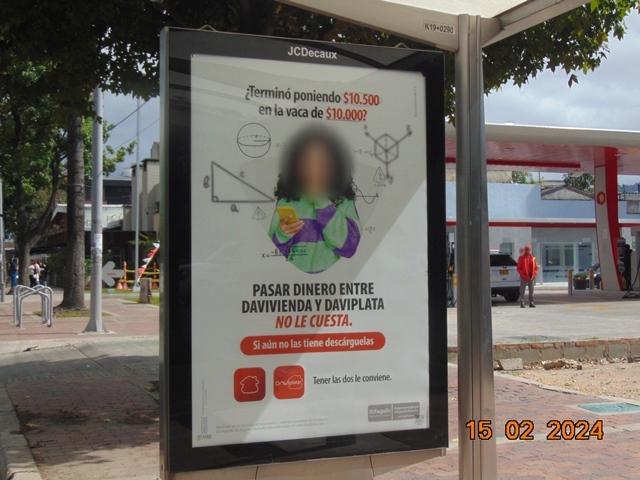 K19+0290
JCDecaux
¿Terminó poniendo $10.500
en la vaca de $10.000?
PASAR DINERO ENTRE
DAVIVIENDA Y DAVIPLATA
NO LE CUESTA.
Si aún no las tiene descárguelas
Tener las dos le conviene.
15 02 2024